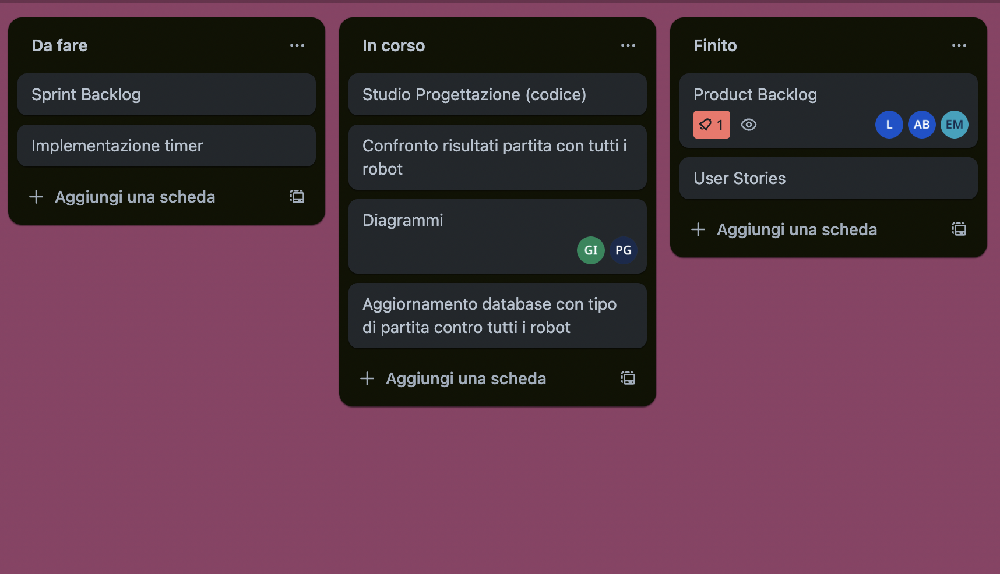 Da fare
Sprint Backlog
Implementazione timer
Aggiungi una scheda
In corso
Studio Progettazione (codice)
Confronto risultati partita con tutti i
robot
Diagrammi
GI PG
Aggiornamento database con tipo
di partita contro tutti i robot
Aggiungi una scheda
Finito
Product Backlog
1 L AB EM
User Stories
Aggiungi una scheda